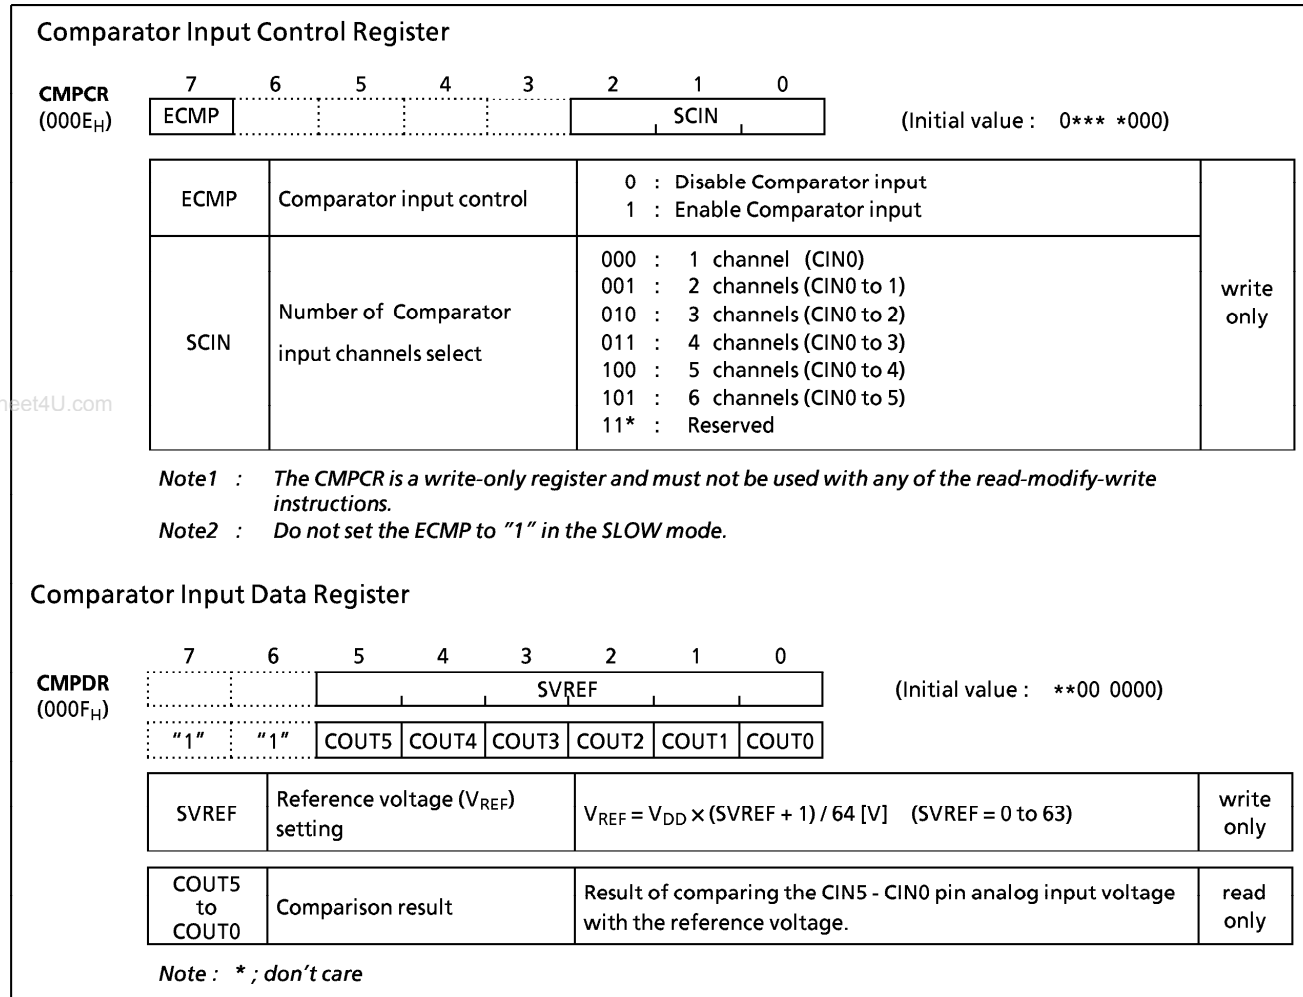 Comparator Input Control Register
7 6 5 4 3 2 1 0
CMPCR
(000EH)
ECMP SCIN (Initial value : 0*** *000)
ECMP Comparator input control
0 : Disable Comparator input
1 : Enable Comparator input
SCIN
Number of Comparator
input channels select
000 : 1 channel (CIN0)
001 : 2 channels (CIN0 to 1)
010 : 3 channels (CIN0 to 2)
011 : 4 channels (CIN0 to 3)
100 : 5 channels (CIN0 to 4)
101 : 6 channels (CIN0 to 5)
11* : Reserved
write
only
eet4U.com
Note1 : The CMPCR is a write-only register and must not be used with any of the read-modify-write
instructions.
Note2 : Do not set the ECMP to "1" in the SLOW mode.
Comparator Input Data Register
7 6 5 4 3 2 1 0
CMPDR
(000FH)
SVREF (Initial value : **00 0000)
"1" "1" COUT5 COUT4 COUT3 COUT2 COUT1 COUT0
SVREF
Reference voltage (VREF)
setting
VREF = VDD × (SVREF + 1) / 64 [V] (SVREF = 0 to 63)
write
only
COUT5
to
COUT0
Comparison result
Result of comparing the CIN5 - CIN0 pin analog input voltage
with the reference voltage.
read
only
Note : * ; don't care